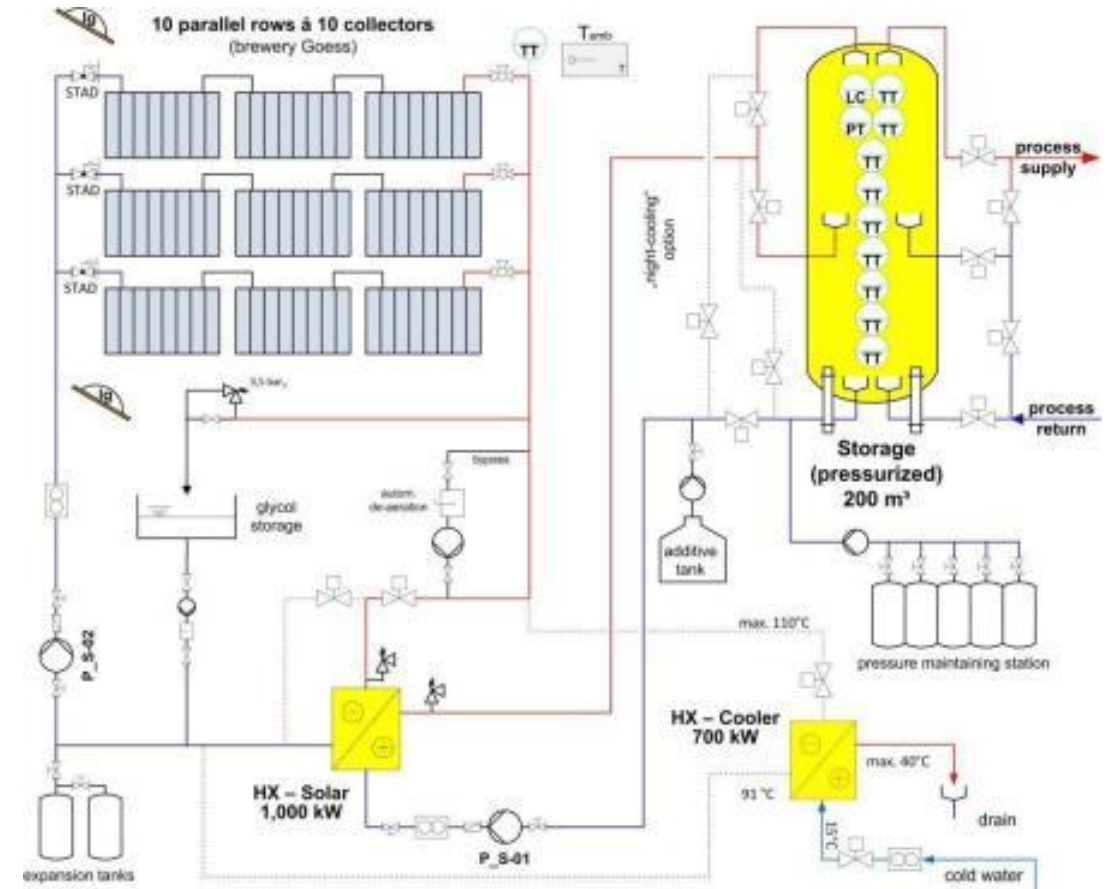 Ig
10 parallel rows á 10 collectors
(brewery Goess)
TT
Tamb
T
STAD
STAD
STAD
LC TT
PT TT
TT
TT
TT
TT
TT
TT
TT
process
supply
„night-cooling"
option
Ig
process
return
Storage
(pressurized)
200 m³
bypass
autom.
de-aeration
glycol
storage
additive
tank
max. 110°C
pressure maintaining station
P_S-02
HX – Cooler
700 kW
max. 40°C
91 °C
HX – Solar
1,000 kW
15°C
drain
P_S-01
expansion tanks
cold water